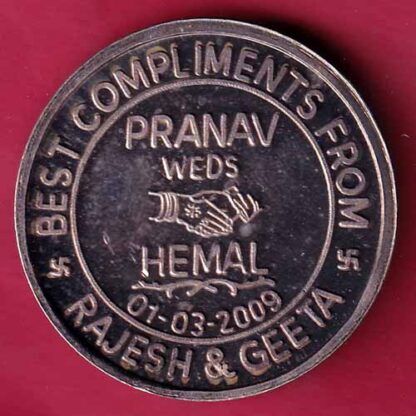 BEST COMPLIMENTS FROM
PRANAV
WEDS
HEMAL
01-03-2009
RAJESH & GEETA